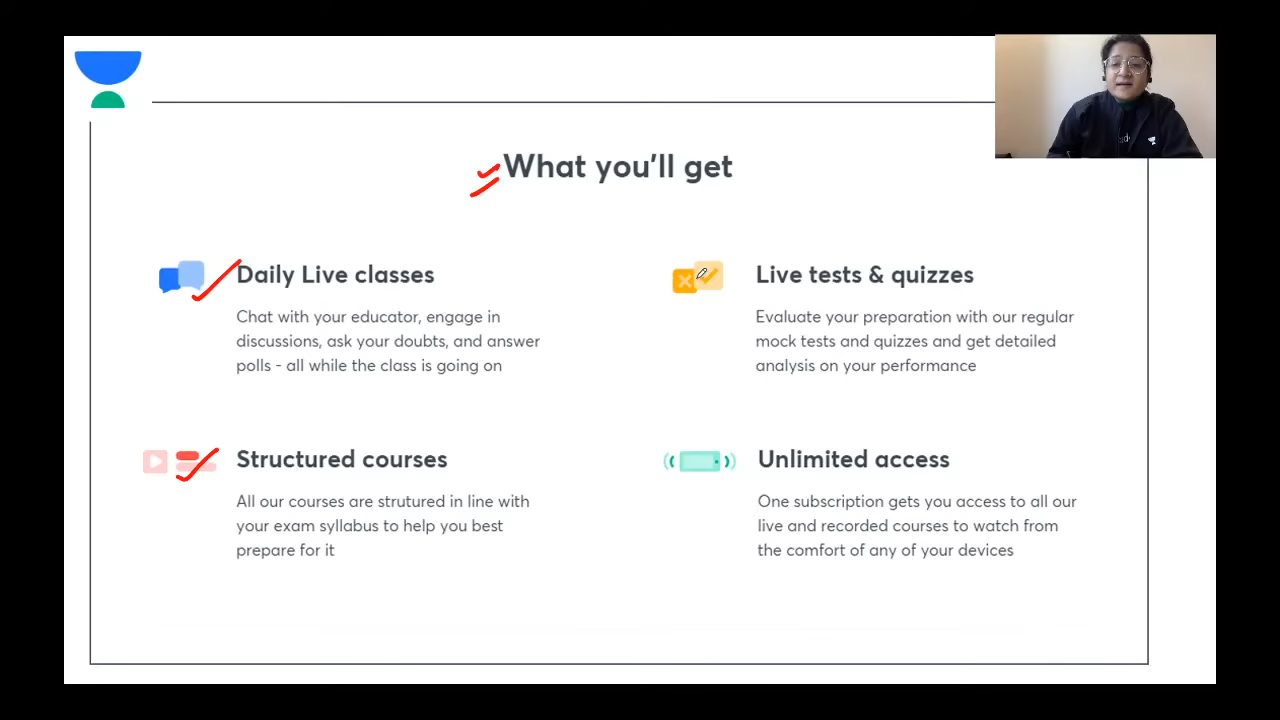 What you'll get
Daily Live classes
Chat with your educator, engage in
discussions, ask your doubts, and answer
polls - all while the class is going on
Live tests & quizzes
Evaluate your preparation with our regular
mock tests and quizzes and get detailed
analysis on your performance
Structured courses
All our courses are strutured in line with
your exam syllabus to help you best
prepare for it
Unlimited access
One subscription gets you access to all our
live and recorded courses to watch from
the comfort of any of your devices